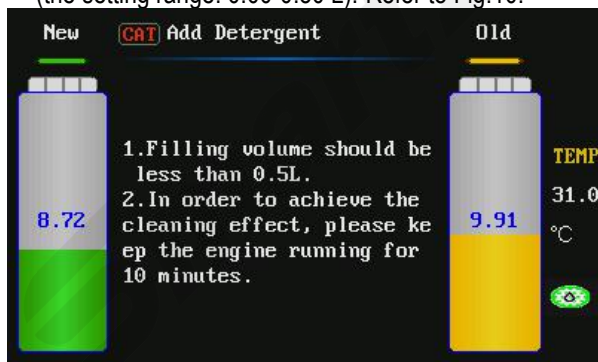 (the setting range: 0.00-0.50 L). Refer to Fig.10.
New
CAT Add Detergent
Old
1.Filling volume should be
less than 0.5L.
2.In order to achieve the
cleaning effect, please ke
ep the engine running for
10 minutes.
8.72
9.91
TEMP
31.0
℃